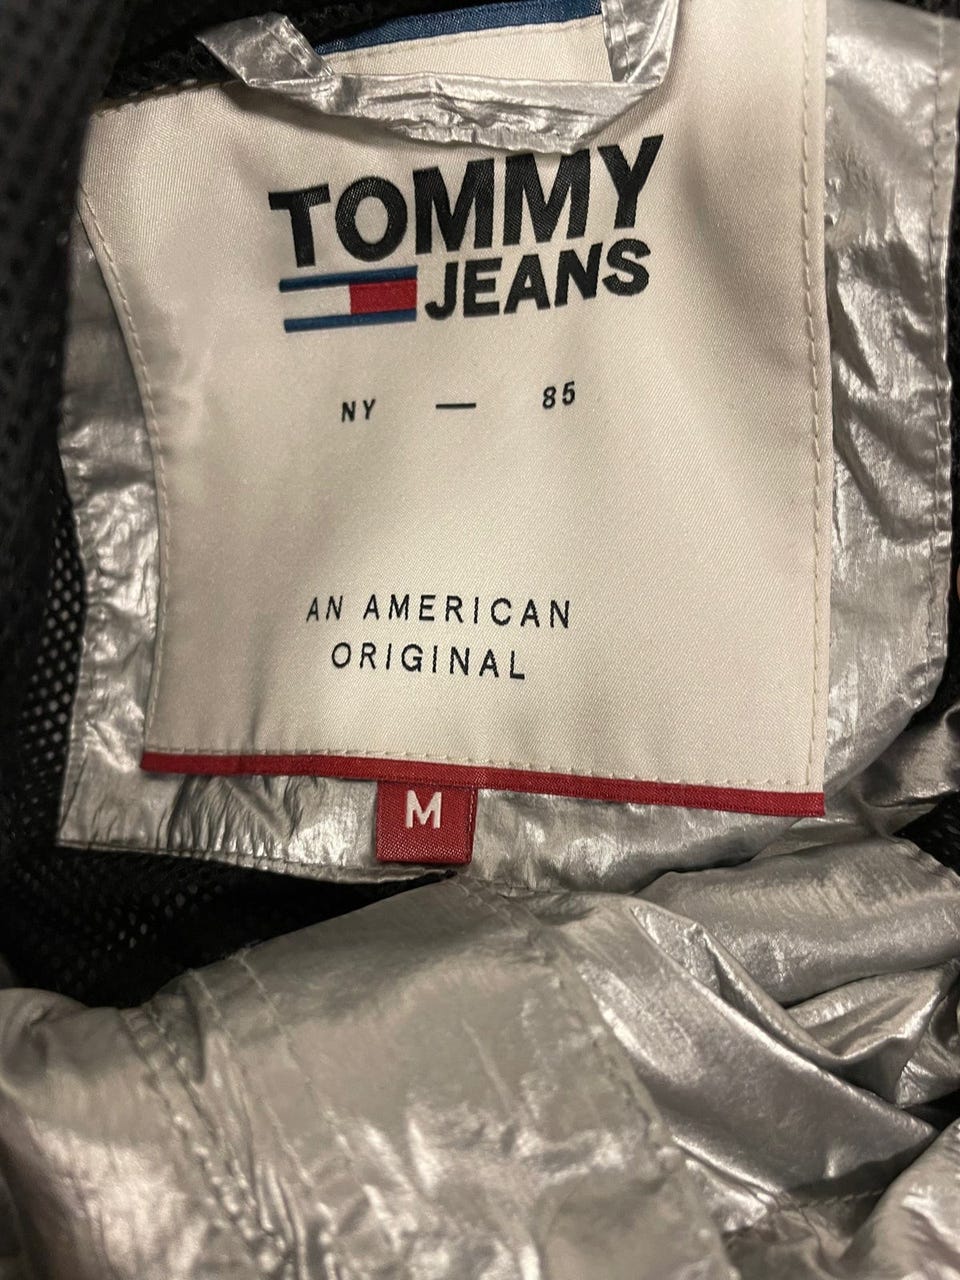 TOMMY
JEANS
NY — 85
AN AMERICAN
ORIGINAL
M